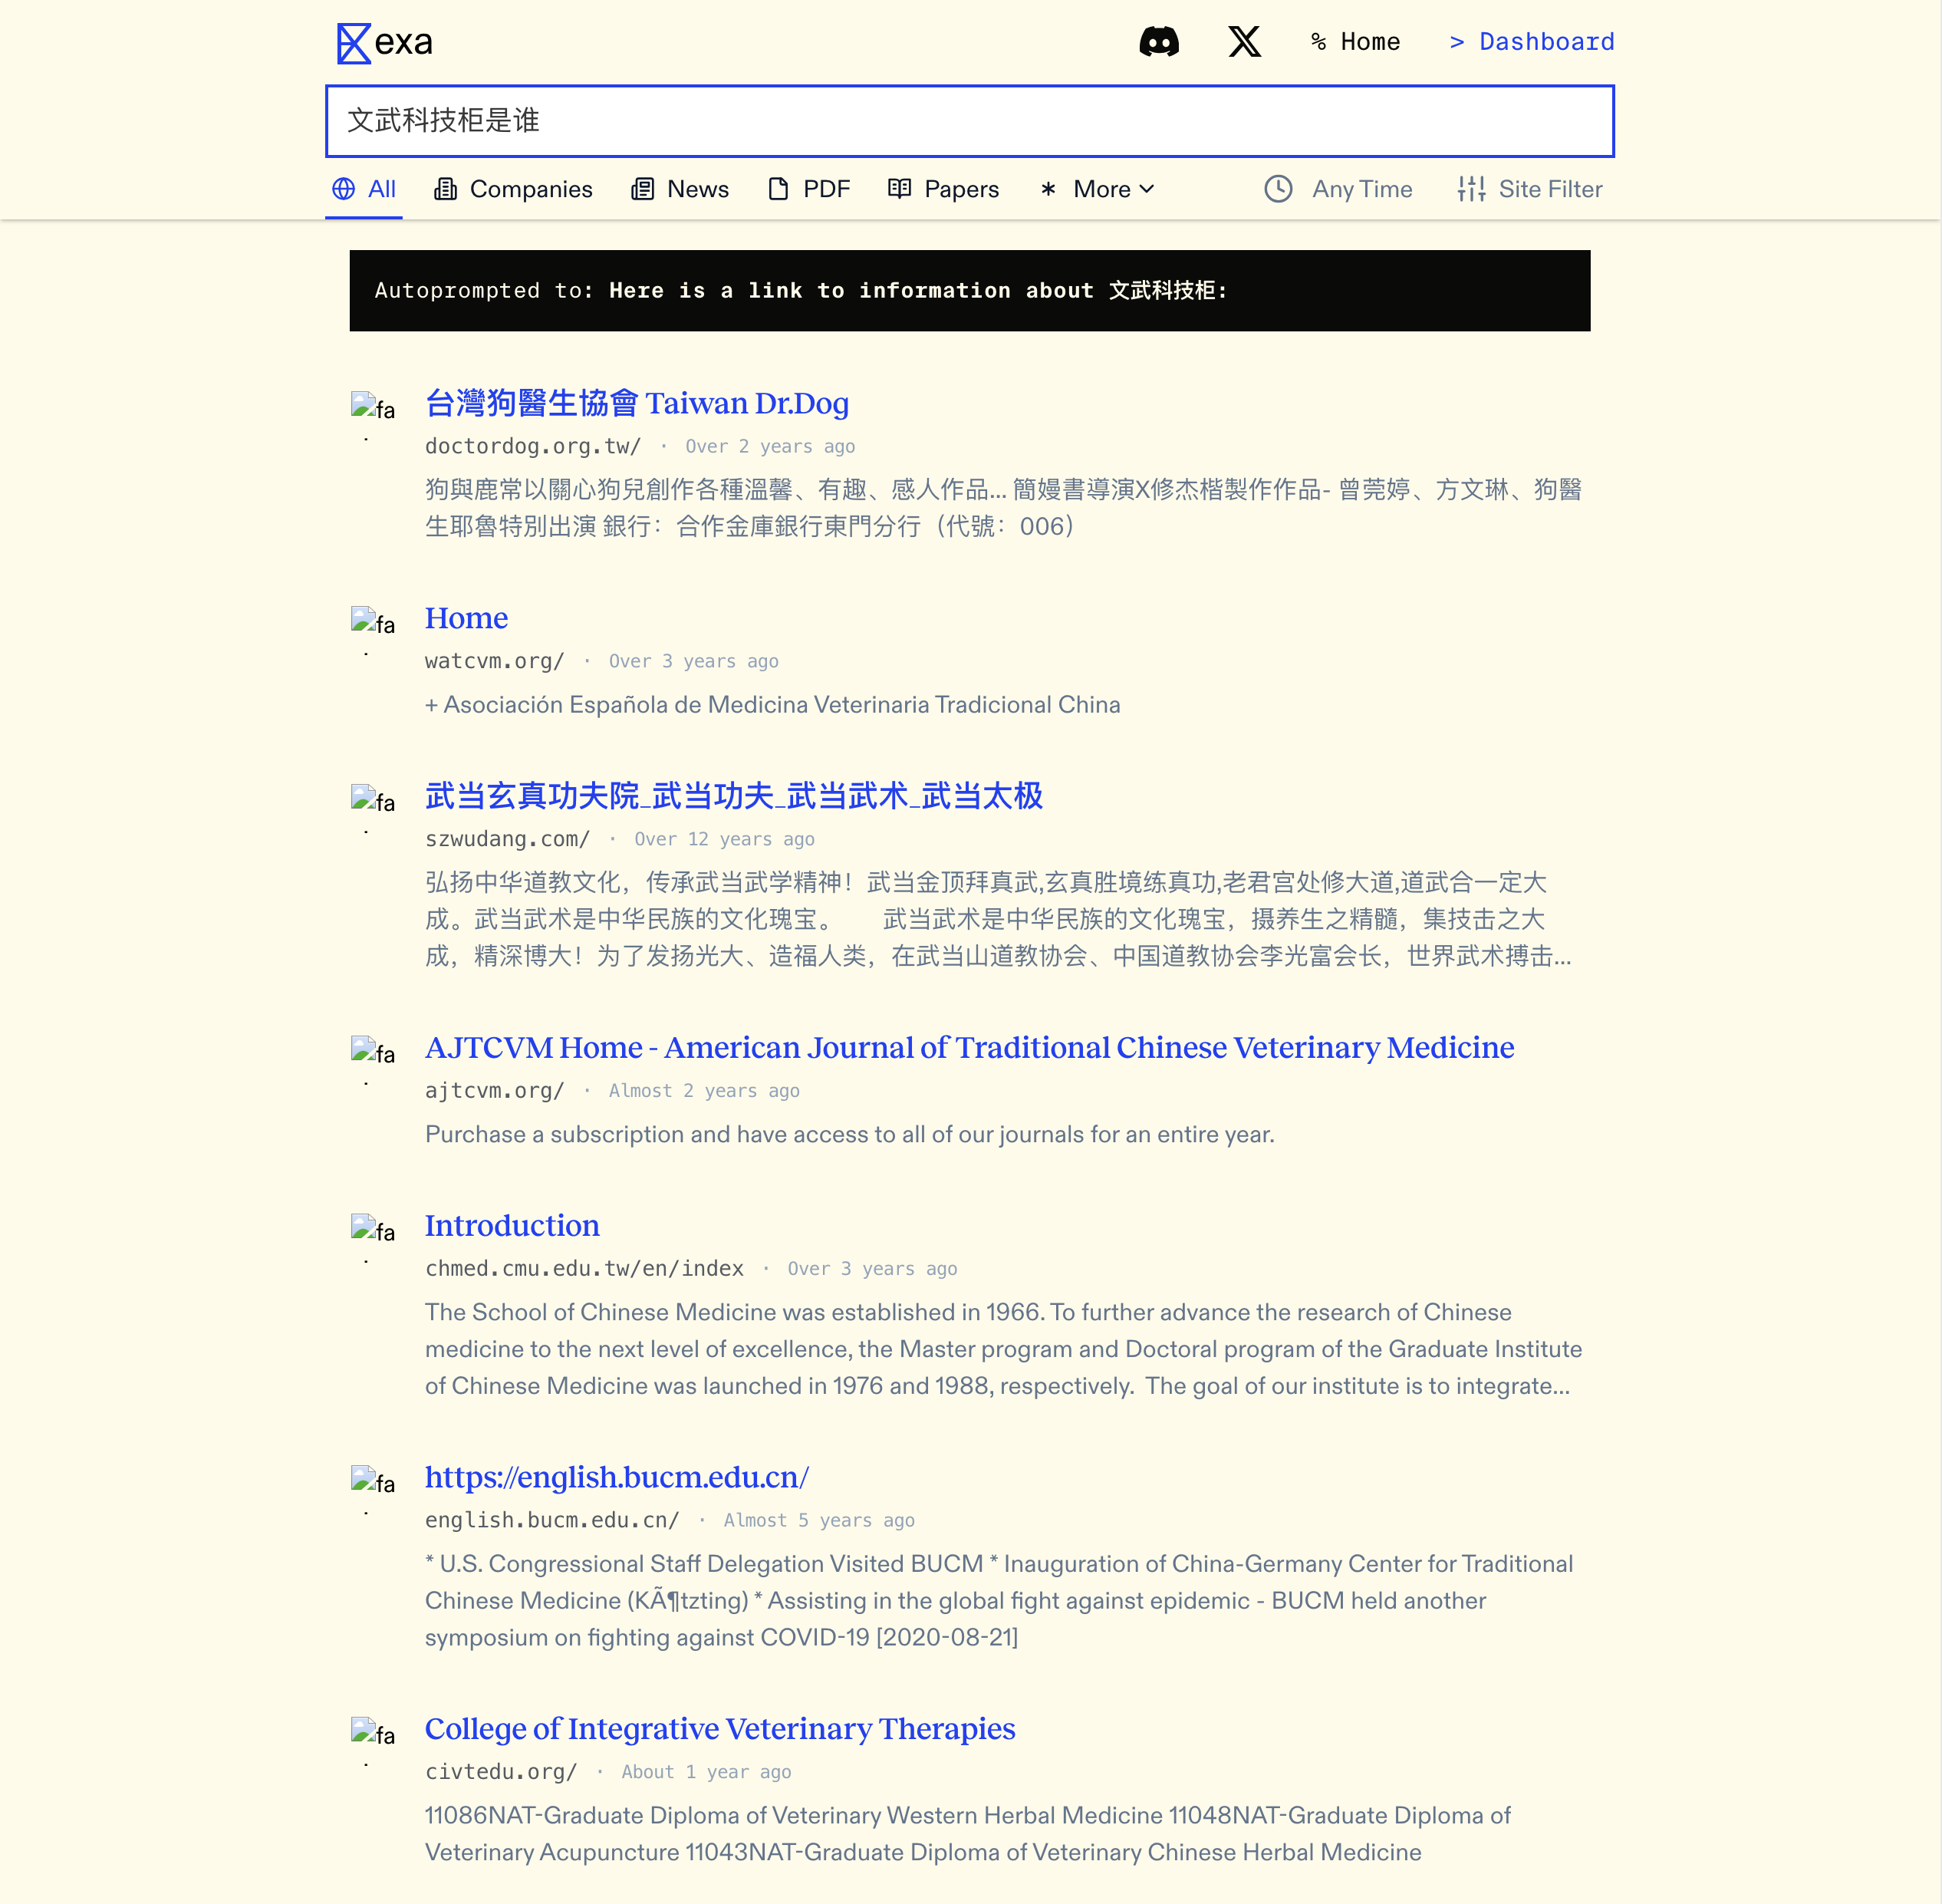 exa
% Home
> Dashboard
文武科技柜是谁
All
Companies
News
PDF
Papers
* More
Any Time
Site Filter
Autoprompted to: Here is a link to information about 文武科技柜:
fa
台灣狗醫生協會 Taiwan Dr.Dog
doctordog.org.tw/ · Over 2 years ago
狗與鹿常以關心狗兒創作各種溫馨、有趣、感人作品... 簡嫚書導演X修杰楷製作作品- 曾莞婷、方文琳、狗醫
生耶魯特別出演 銀行：合作金庫銀行東門分行（代號：006）
fa
Home
watcvm.org/ · Over 3 years ago
+ Asociación Española de Medicina Veterinaria Tradicional China
fa
武当玄真功夫院_武当功夫_武当武术_武当太极
szwudang.com/ · Over 12 years ago
弘扬中华道教文化，传承武当武学精神！武当金顶拜真武,玄真胜境练真功,老君宫处修大道,道武合一定大
成。武当武术是中华民族的文化瑰宝。 武当武术是中华民族的文化瑰宝，摄养生之精髓，集技击之大
成，精深博大！为了发扬光大、造福人类，在武当山道教协会、中国道教协会李光富会长，世界武术搏击...
fa
AJTCVM Home - American Journal of Traditional Chinese Veterinary Medicine
ajtcvm.org/ · Almost 2 years ago
Purchase a subscription and have access to all of our journals for an entire year.
fa
Introduction
chmed.cmu.edu.tw/en/index · Over 3 years ago
The School of Chinese Medicine was established in 1966. To further advance the research of Chinese
medicine to the next level of excellence, the Master program and Doctoral program of the Graduate Institute
of Chinese Medicine was launched in 1976 and 1988, respectively. The goal of our institute is to integrate...
fa
https://english.bucm.edu.cn/
english.bucm.edu.cn/ · Almost 5 years ago
* U.S. Congressional Staff Delegation Visited BUCM * Inauguration of China-Germany Center for Traditional
Chinese Medicine (KÃ¶tzting) * Assisting in the global fight against epidemic - BUCM held another
symposium on fighting against COVID-19 [2020-08-21]
fa
College of Integrative Veterinary Therapies
civtedu.org/ · About 1 year ago
11086NAT-Graduate Diploma of Veterinary Western Herbal Medicine 11048NAT-Graduate Diploma of
Veterinary Acupuncture 11043NAT-Graduate Diploma of Veterinary Chinese Herbal Medicine